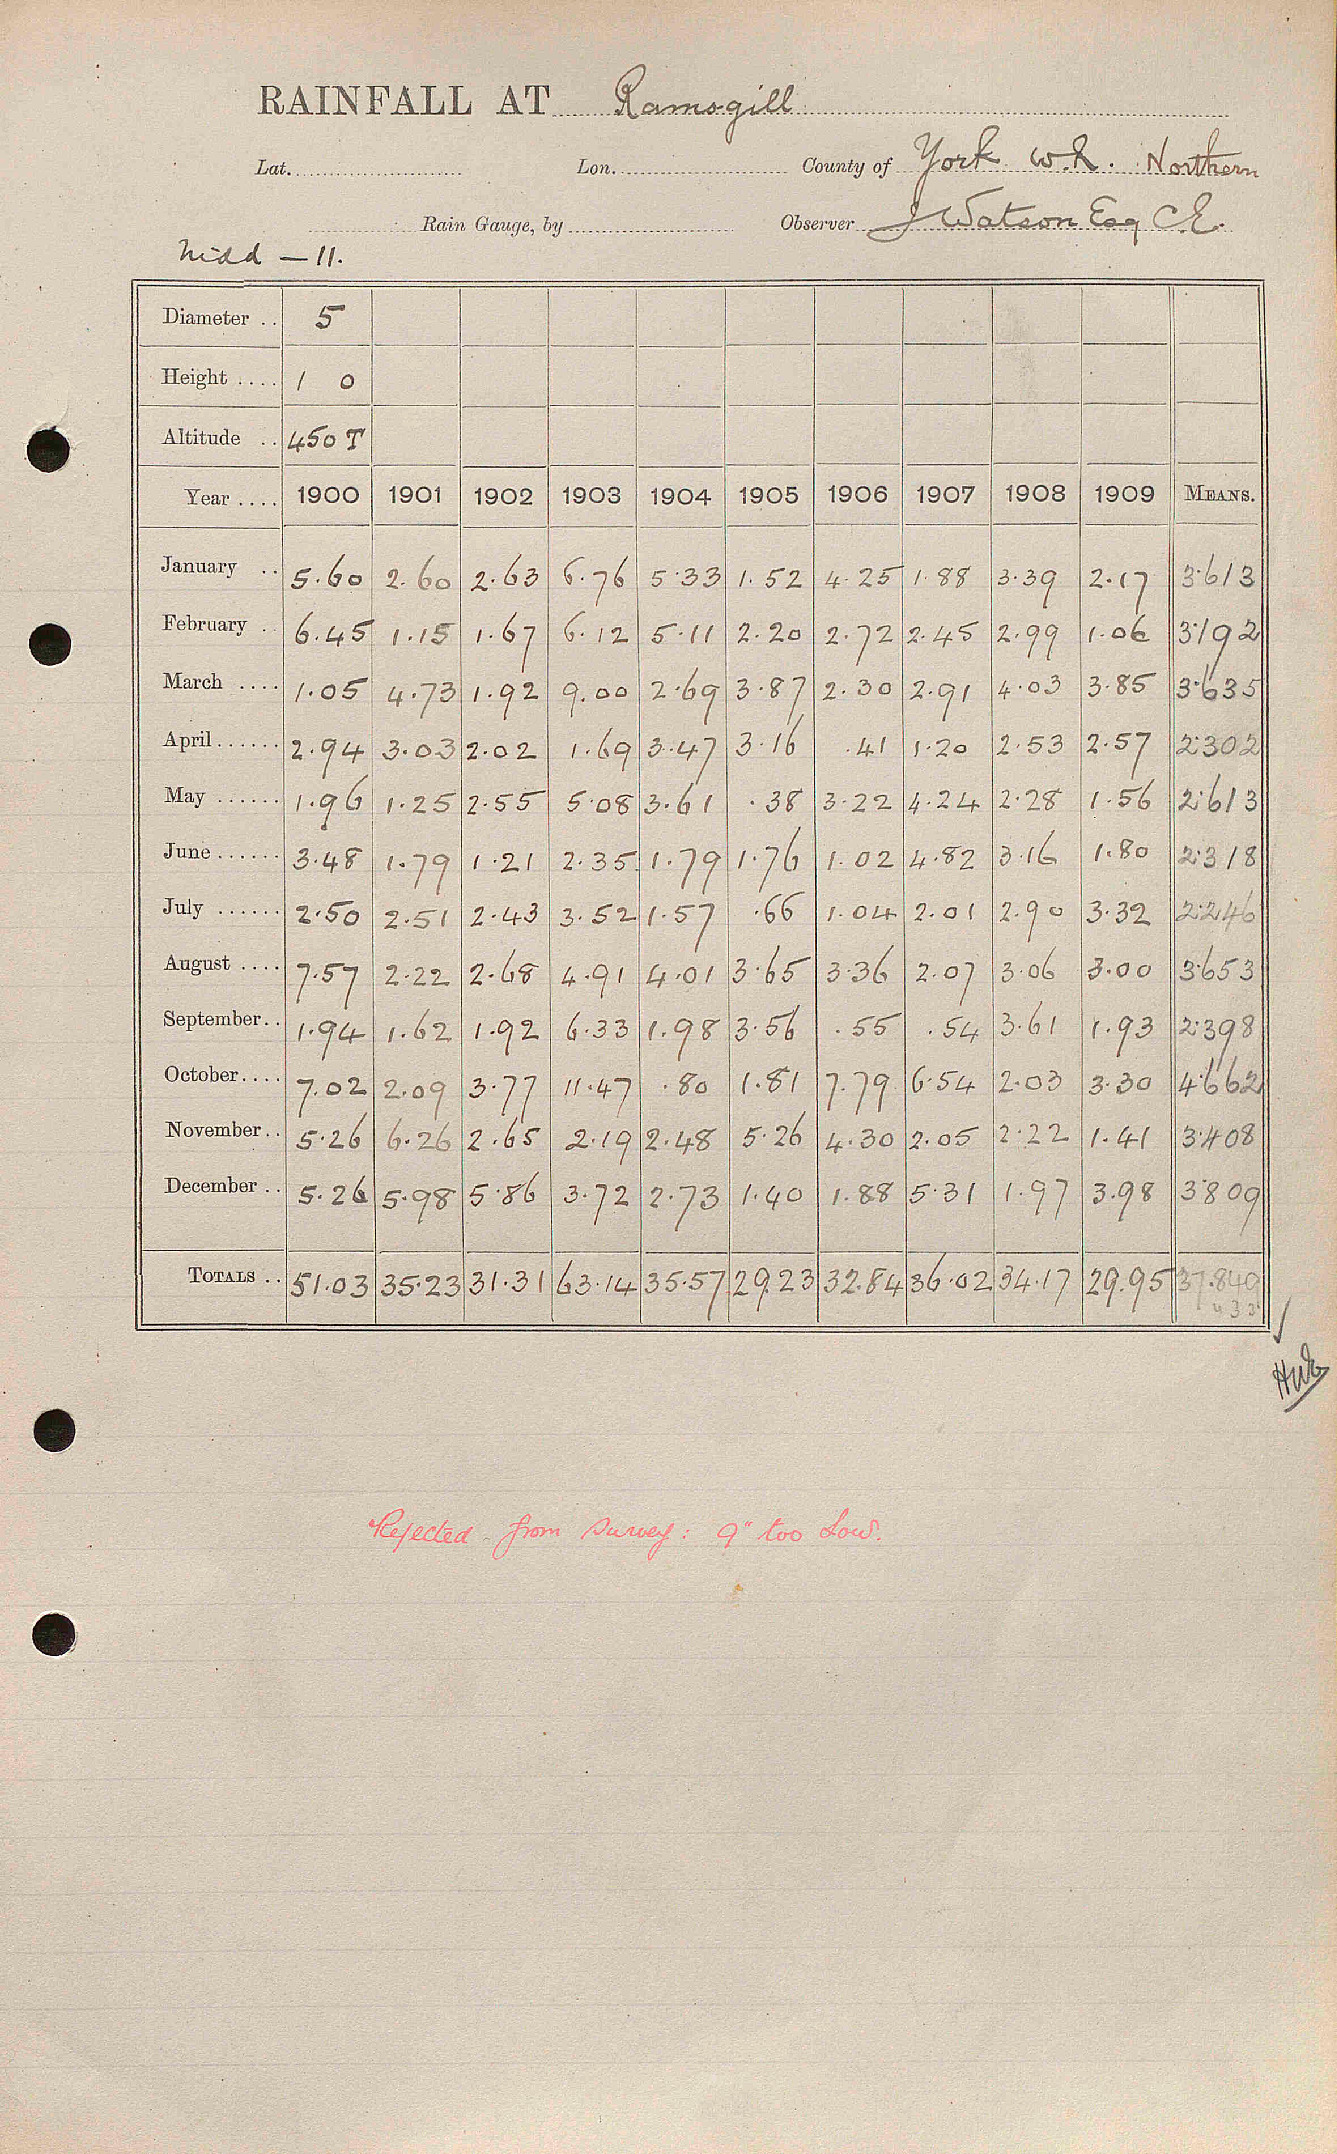 RAINFALL AT Ramsgill
Lat. Lon. County of York W.R. Northern
Rain Gauge, by Observer J Watson Esq C.E.
Nidd — 11.
Diameter .. 5
Height .... 1 0
Altitude .. 450 T
Year .... 1900 1901 1902 1903 1904 1905 1906 1907 1908 1909 MEANS.
January .. 5.60 2.60 2.63 6.76 5.33 1.52 4.25 1.88 3.39 2.17 3.613
February .. 6.45 1.15 1.67 6.12 5.11 2.20 2.72 2.45 2.99 1.06 3.192
March .... 1.05 4.73 1.92 9.00 2.69 3.87 2.30 2.91 4.03 3.85 3.635
April ...... 2.94 3.03 2.02 1.69 3.47 3.16 .41 1.20 2.53 2.57 2.302
May ...... 1.96 1.25 2.55 5.08 3.61 .38 3.22 4.24 2.28 1.56 2.613
June ...... 3.48 1.79 1.21 2.35 1.79 1.76 1.02 4.82 3.16 1.80 2.318
July ...... 2.50 2.51 2.43 3.52 1.57 .66 1.04 2.01 2.90 3.32 2.246
August .... 7.57 2.22 2.68 4.91 4.01 3.65 3.36 2.07 3.06 3.00 3.653
September .. 1.94 1.62 1.92 6.33 1.98 3.56 .55 .54 3.61 1.93 2.398
October .... 7.02 2.09 3.77 11.47 .80 1.81 7.79 6.54 2.03 3.30 4.662
November .. 5.26 6.26 2.65 2.19 2.48 5.26 4.30 2.05 2.22 1.41 3.408
December .. 5.26 5.98 5.86 3.72 2.73 1.40 1.88 5.31 1.97 3.98 3.809
TOTALS .. 51.03 35.23 31.31 63.14 35.57 29.23 32.84 36.02 34.17 29.95 37.849
Rejected from survey: 9" too low.